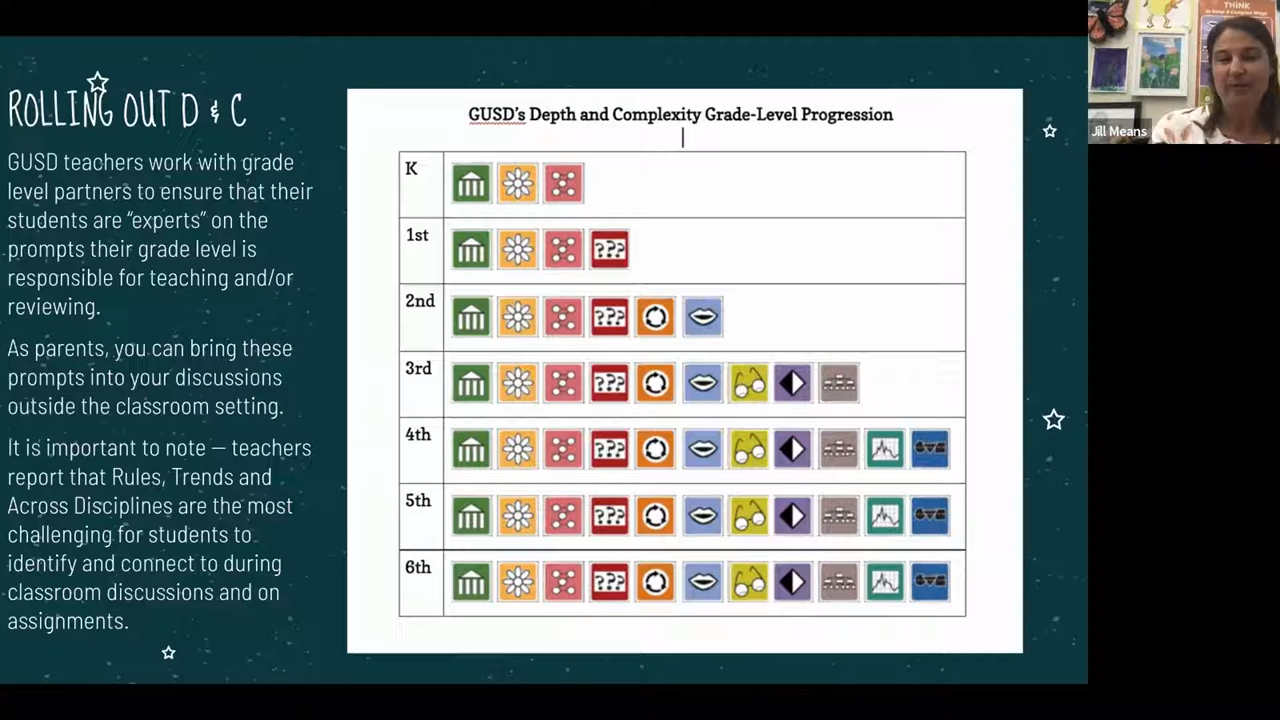 ROLLING OUT D & C
GUSD teachers work with grade
level partners to ensure that their
students are “experts” on the
prompts their grade level is
responsible for teaching and/or
reviewing.
As parents, you can bring these
prompts into your discussions
outside the classroom setting.
It is important to note – teachers
report that Rules, Trends and
Across Disciplines are the most
challenging for students to
identify and connect to during
classroom discussions and on
assignments.
GUSD's Depth and Complexity Grade-Level Progression
K
1st
???
2nd
???
3rd
???
4th
???
5th
???
6th
???
THINK
Jill Means